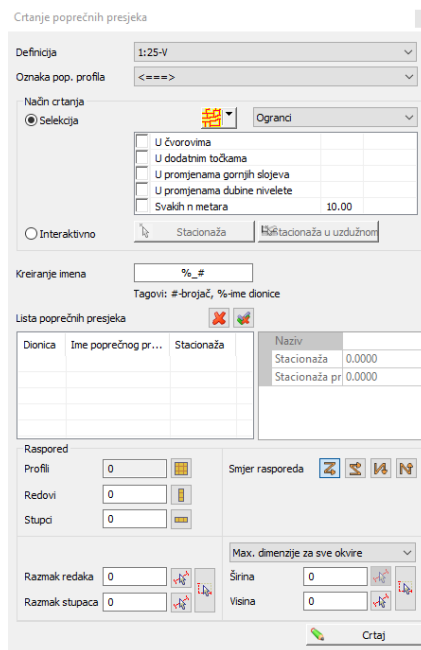 Crtanje poprečnih presjeka
Definicija 1:25-V
Oznaka pop. profila <===>
Način crtanja
Selekcija Ogranci
U čvorovima
U dodatnim točkama
U promjenama gornjih slojeva
U promjenama dubine nivelete
Svakih n metara 10.00
Interaktivno Stacionaža Stacionaža u uzdužnom
Kreiranje imena %_#
Tagovi: #-brojač, %-ime dionice
Lista poprečnih presjeka
Dionica Ime poprečnog pr... Stacionaža
Naziv
Stacionaža 0.0000
Stacionaža pr 0.0000
Raspored
Profili 0 Smjer rasporeda
Redovi 0
Stupci 0
Max. dimenzije za sve okvire
Razmak redaka 0 Širina 0
Razmak stupaca 0 Visina 0
Crtaj